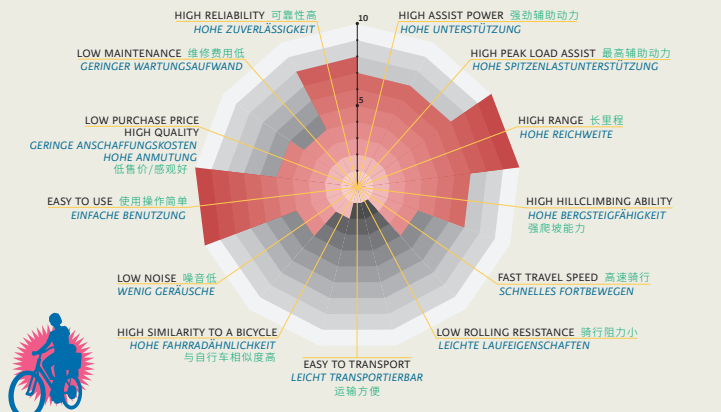 10
5
HIGH RELIABILITY 可靠性高
HOHE ZUVERLÄSSIGKEIT
HIGH ASSIST POWER 强劲辅助动力
HOHE UNTERSTÜTZUNG
LOW MAINTENANCE 维修费用低
GERINGER WARTUNGSAUFWAND
HIGH PEAK LOAD ASSIST 最高辅助动力
HOHE SPITZENLASTUNTERSTÜTZUNG
LOW PURCHASE PRICE
HIGH QUALITY
GERINGE ANSCHAFFUNGSKOSTEN
HOHE ANMUTUNG
低售价/感观好
HIGH RANGE 长里程
HOHE REICHWEITE
EASY TO USE 使用操作简单
EINFACHE BENUTZUNG
HIGH HILLCLIMBING ABILITY
HOHE BERGSTEIGFÄHIGKEIT
强爬坡能力
LOW NOISE 噪音低
WENIG GERÄUSCHE
FAST TRAVEL SPEED 高速骑行
SCHNELLES FORTBEWEGEN
HIGH SIMILARITY TO A BICYCLE
HOHE FAHRRADÄHNLICHKEIT
与自行车相似度高
LOW ROLLING RESISTANCE 骑行阻力小
LEICHTE LAUFEIGENSCHAFTEN
EASY TO TRANSPORT
LEICHT TRANSPORTIERBAR
运输方便